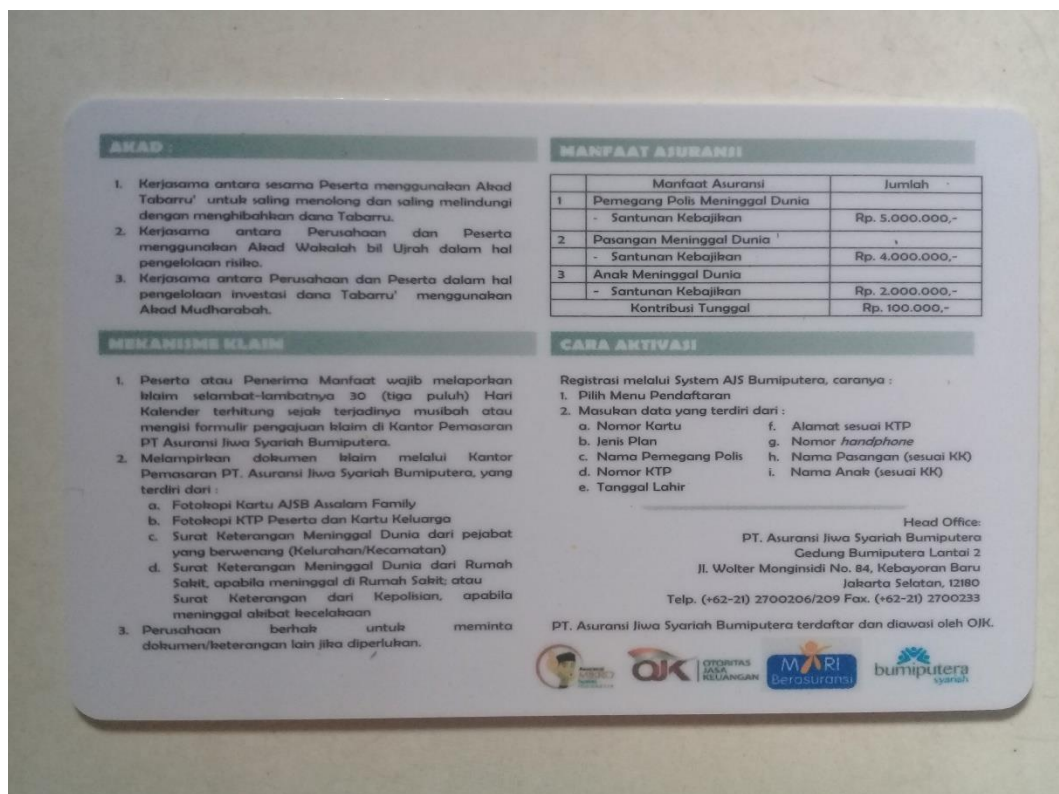 AKAD :
1. Kerjasama antara sesama Peserta menggunakan Akad
Tabarru' untuk saling menolong dan saling melindungi
dengan menghibahkan dana Tabarru.
2. Kerjasama antara Perusahaan dan Peserta
menggunakan Akad Wakalah bil Ujrah dalam hal
pengelolaan risiko.
3. Kerjasama antara Perusahaan dan Peserta dalam hal
pengelolaan investasi dana Tabarru' menggunakan
Akad Mudharabah.
MEKANISME KLAIM
1. Peserta atau Penerima Manfaat wajib melaporkan
klaim selambat-lambatnya 30 (tiga puluh) Hari
Kalender terhitung sejak terjadinya musibah atau
mengisi formulir pengajuan klaim di Kantor Pemasaran
PT Asuransi Jiwa Syariah Bumiputera.
2. Melampirkan dokumen klaim melalui Kantor
Pemasaran PT. Asuransi Jiwa Syariah Bumiputera, yang
terdiri dari :
a. Fotokopi Kartu AJSB Assalam Family
b. Fotokopi KTP Peserta dan Kartu Keluarga
c. Surat Keterangan Meninggal Dunia dari pejabat
yang berwenang (Kelurahan/Kecamatan)
d. Surat Keterangan Meninggal Dunia dari Rumah
Sakit, apabila meninggal di Rumah Sakit; atau
Surat Keterangan dari Kepolisian, apabila
meninggal akibat kecelakaan
3. Perusahaan berhak untuk meminta
dokumen/keterangan lain jika diperlukan.
MANFAAT ASURANSI
Manfaat Asuransi Jumlah
1 Pemegang Polis Meninggal Dunia
- Santunan Kebajikan Rp. 5.000.000,-
2 Pasangan Meninggal Dunia
- Santunan Kebajikan Rp. 4.000.000,-
3 Anak Meninggal Dunia
- Santunan Kebajikan Rp. 2.000.000,-
Kontribusi Tunggal Rp. 100.000,-
CARA AKTIVASI
Registrasi melalui System AJS Bumiputera, caranya :
1. Pilih Menu Pendaftaran
2. Masukan data yang terdiri dari :
a. Nomor Kartu
b. Jenis Plan
c. Nama Pemegang Polis
d. Nomor KTP
e. Tanggal Lahir
f. Alamat sesuai KTP
g. Nomor handphone
h. Nama Pasangan (sesuai KK)
i. Nama Anak (sesuai KK)
Head Office:
PT. Asuransi Jiwa Syariah Bumiputera
Gedung Bumiputera Lantai 2
Jl. Wolter Monginsidi No. 84, Kebayoran Baru
Jakarta Selatan, 12180
Telp. (+62-21) 2700206/209 Fax. (+62-21) 2700233
PT. Asuransi Jiwa Syariah Bumiputera terdaftar dan diawasi oleh OJK.
OJK
OTORITAS
JASA
KEUANGAN
MARI
Berasuransi
bumiputera
syariah